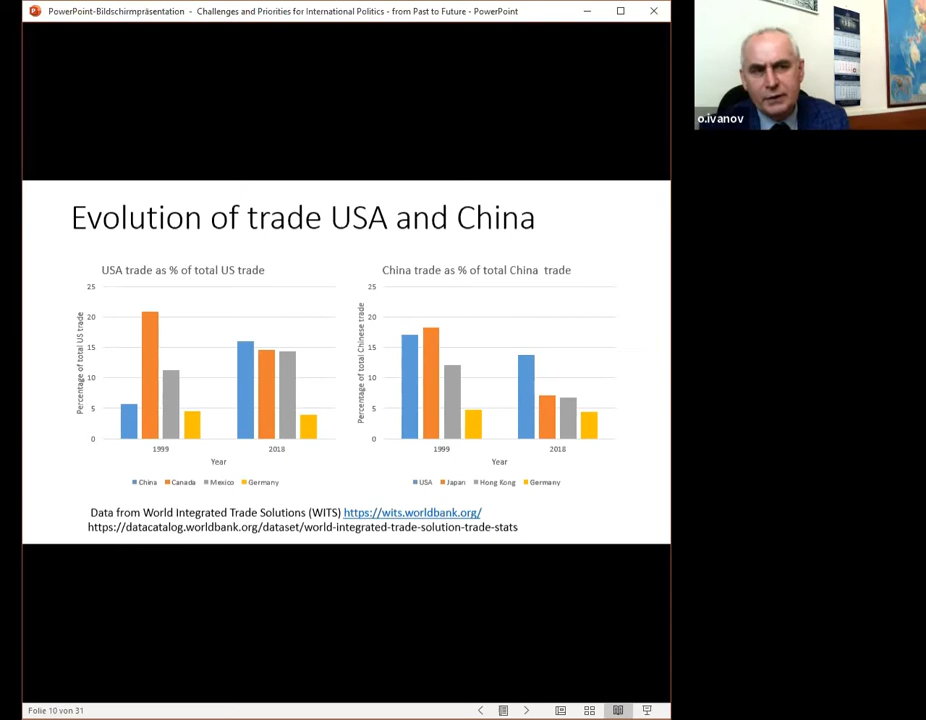 PowerPoint-Bildschirmpräsentation - Challenges and Priorities for International Politics - from Past to Future - PowerPoint
o.ivanov
Evolution of trade USA and China
USA trade as % of total US trade
25
20
15
10
5
0
Percentage of total US trade
1999
2018
Year
China
Canada
Mexico
Germany
China trade as % of total China trade
25
20
15
10
5
0
Percentage of total Chinese trade
1999
2018
Year
USA
Japan
Hong Kong
Germany
Data from World Integrated Trade Solutions (WITS) https://wits.worldbank.org/
https://datacatalog.worldbank.org/dataset/world-integrated-trade-solution-trade-stats
Folie 10 von 31